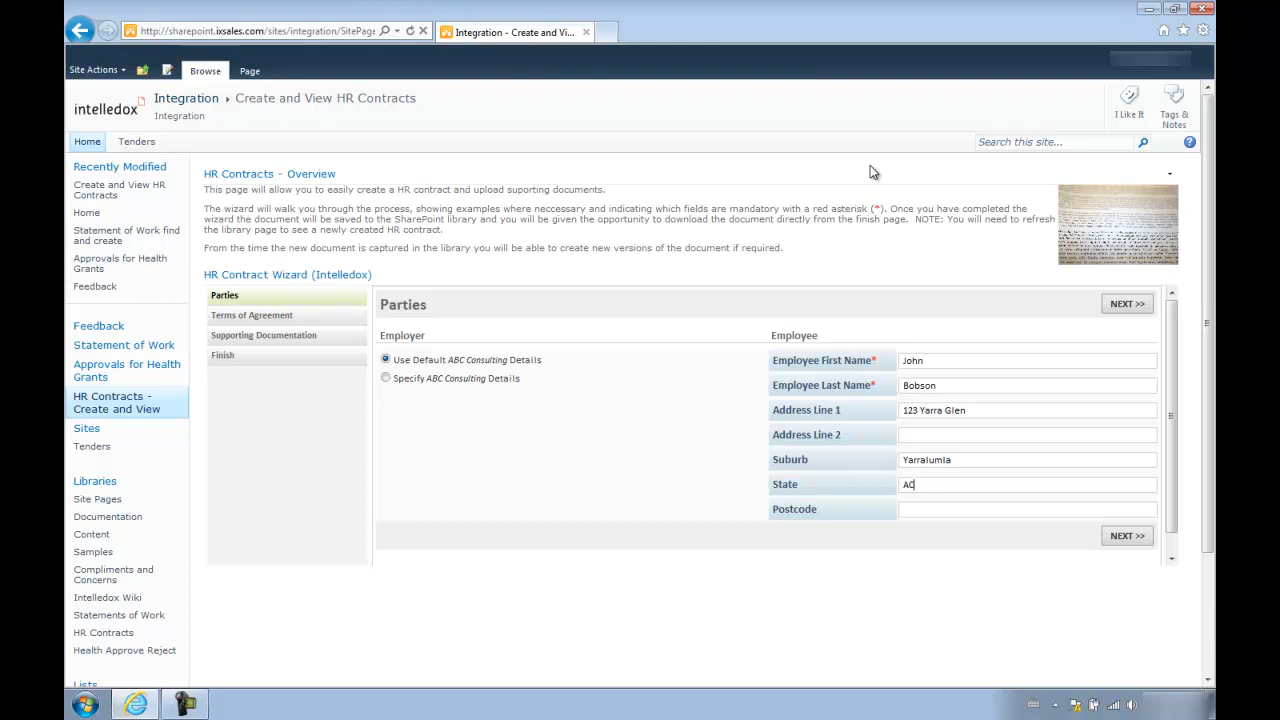 http://sharepoint.ixsales.com/sites/integration/SitePage
Integration - Create and Vi...
Site Actions
Browse
Page
intelledox
Integration › Create and View HR Contracts
Integration
I Like It
Tags & Notes
Home
Tenders
Search this site...
Recently Modified
Create and View HR
Contracts
Home
Statement of Work find
and create
Approvals for Health
Grants
Feedback
Feedback
Statement of Work
Approvals for Health
Grants
HR Contracts -
Create and View
Sites
Tenders
Libraries
Site Pages
Documentation
Content
Samples
Compliments and
Concerns
Intelledox Wiki
Statements of Work
HR Contracts
Health Approve Reject
Lists
HR Contracts - Overview
This page will allow you to easily create a HR contract and upload suporting documents.
The wizard will walk you through the process, showing examples where neccessary and indicating which fields are mandatory with a red asterisk (*). Once you have completed the
wizard the document will be saved to the SharePoint library and you will be given the opportunity to download the document directly from the finish page. NOTE: You will need to refresh
the library page to see a newly created HR contract.
From the time the new document is captured in the library you will be able to create new versions of the document if required.
HR Contract Wizard (Intelledox)
Parties
Terms of Agreement
Supporting Documentation
Finish
Parties
NEXT >>
Employer
Use Default ABC Consulting Details
Specify ABC Consulting Details
Employee
Employee First Name* John
Employee Last Name* Bobson
Address Line 1 123 Yarra Glen
Address Line 2
Suburb Yarralumla
State AC
Postcode
NEXT >>